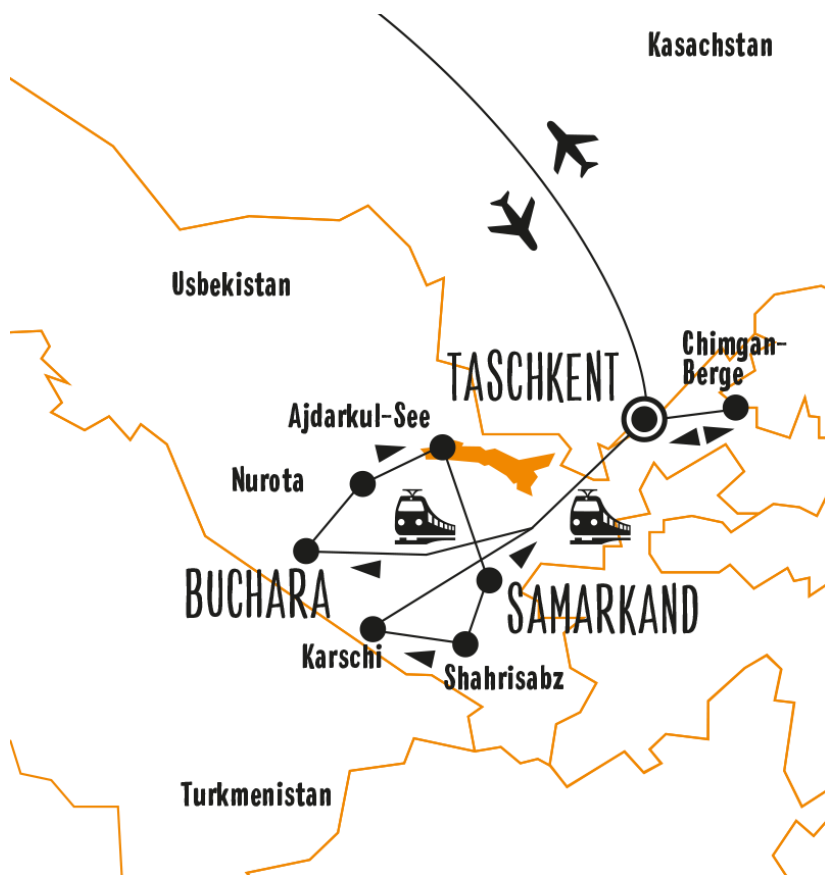 Kasachstan
Usbekistan
Chimgan-
Berge
TASCHKENT
Ajdarkul-See
Nurota
BUCHARA
SAMARKAND
Karschi
Shahrisabz
Turkmenistan